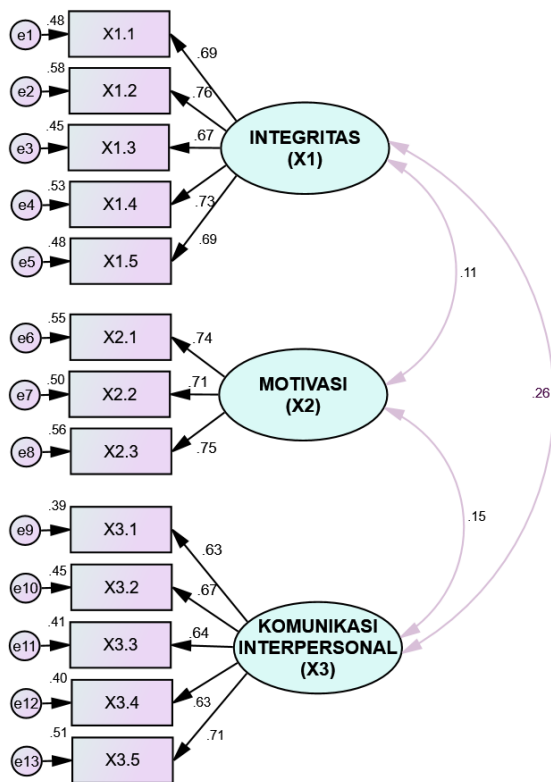 .48
e1
X1.1
.69
.58
e2
X1.2
.76
.45
e3
X1.3
.67
INTEGRITAS
(X1)
.53
e4
X1.4
.73
.48
e5
X1.5
.69
.11
.55
e6
X2.1
.74
.50
e7
X2.2
.71
MOTIVASI
(X2)
.26
.56
e8
X2.3
.75
.15
.39
e9
X3.1
.63
.45
e10
X3.2
.67
.41
e11
X3.3
.64
KOMUNIKASI
INTERPERSONAL
(X3)
.40
e12
X3.4
.63
.51
e13
X3.5
.71